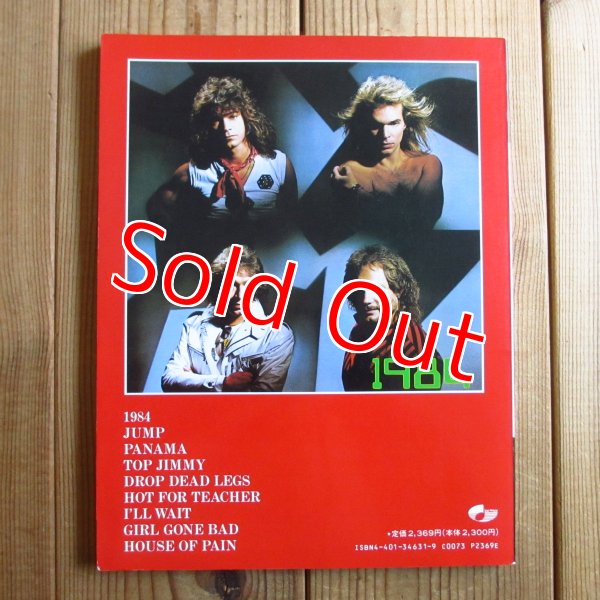 Sold Out
1984
1984
JUMP
PANAMA
TOP JIMMY
DROP DEAD LEGS
HOT FOR TEACHER
I'LL WAIT
GIRL GONE BAD
HOUSE OF PAIN
*定価2,369円(本体2,300円)
ISBN4-401-34631-9 C0073 P2369E